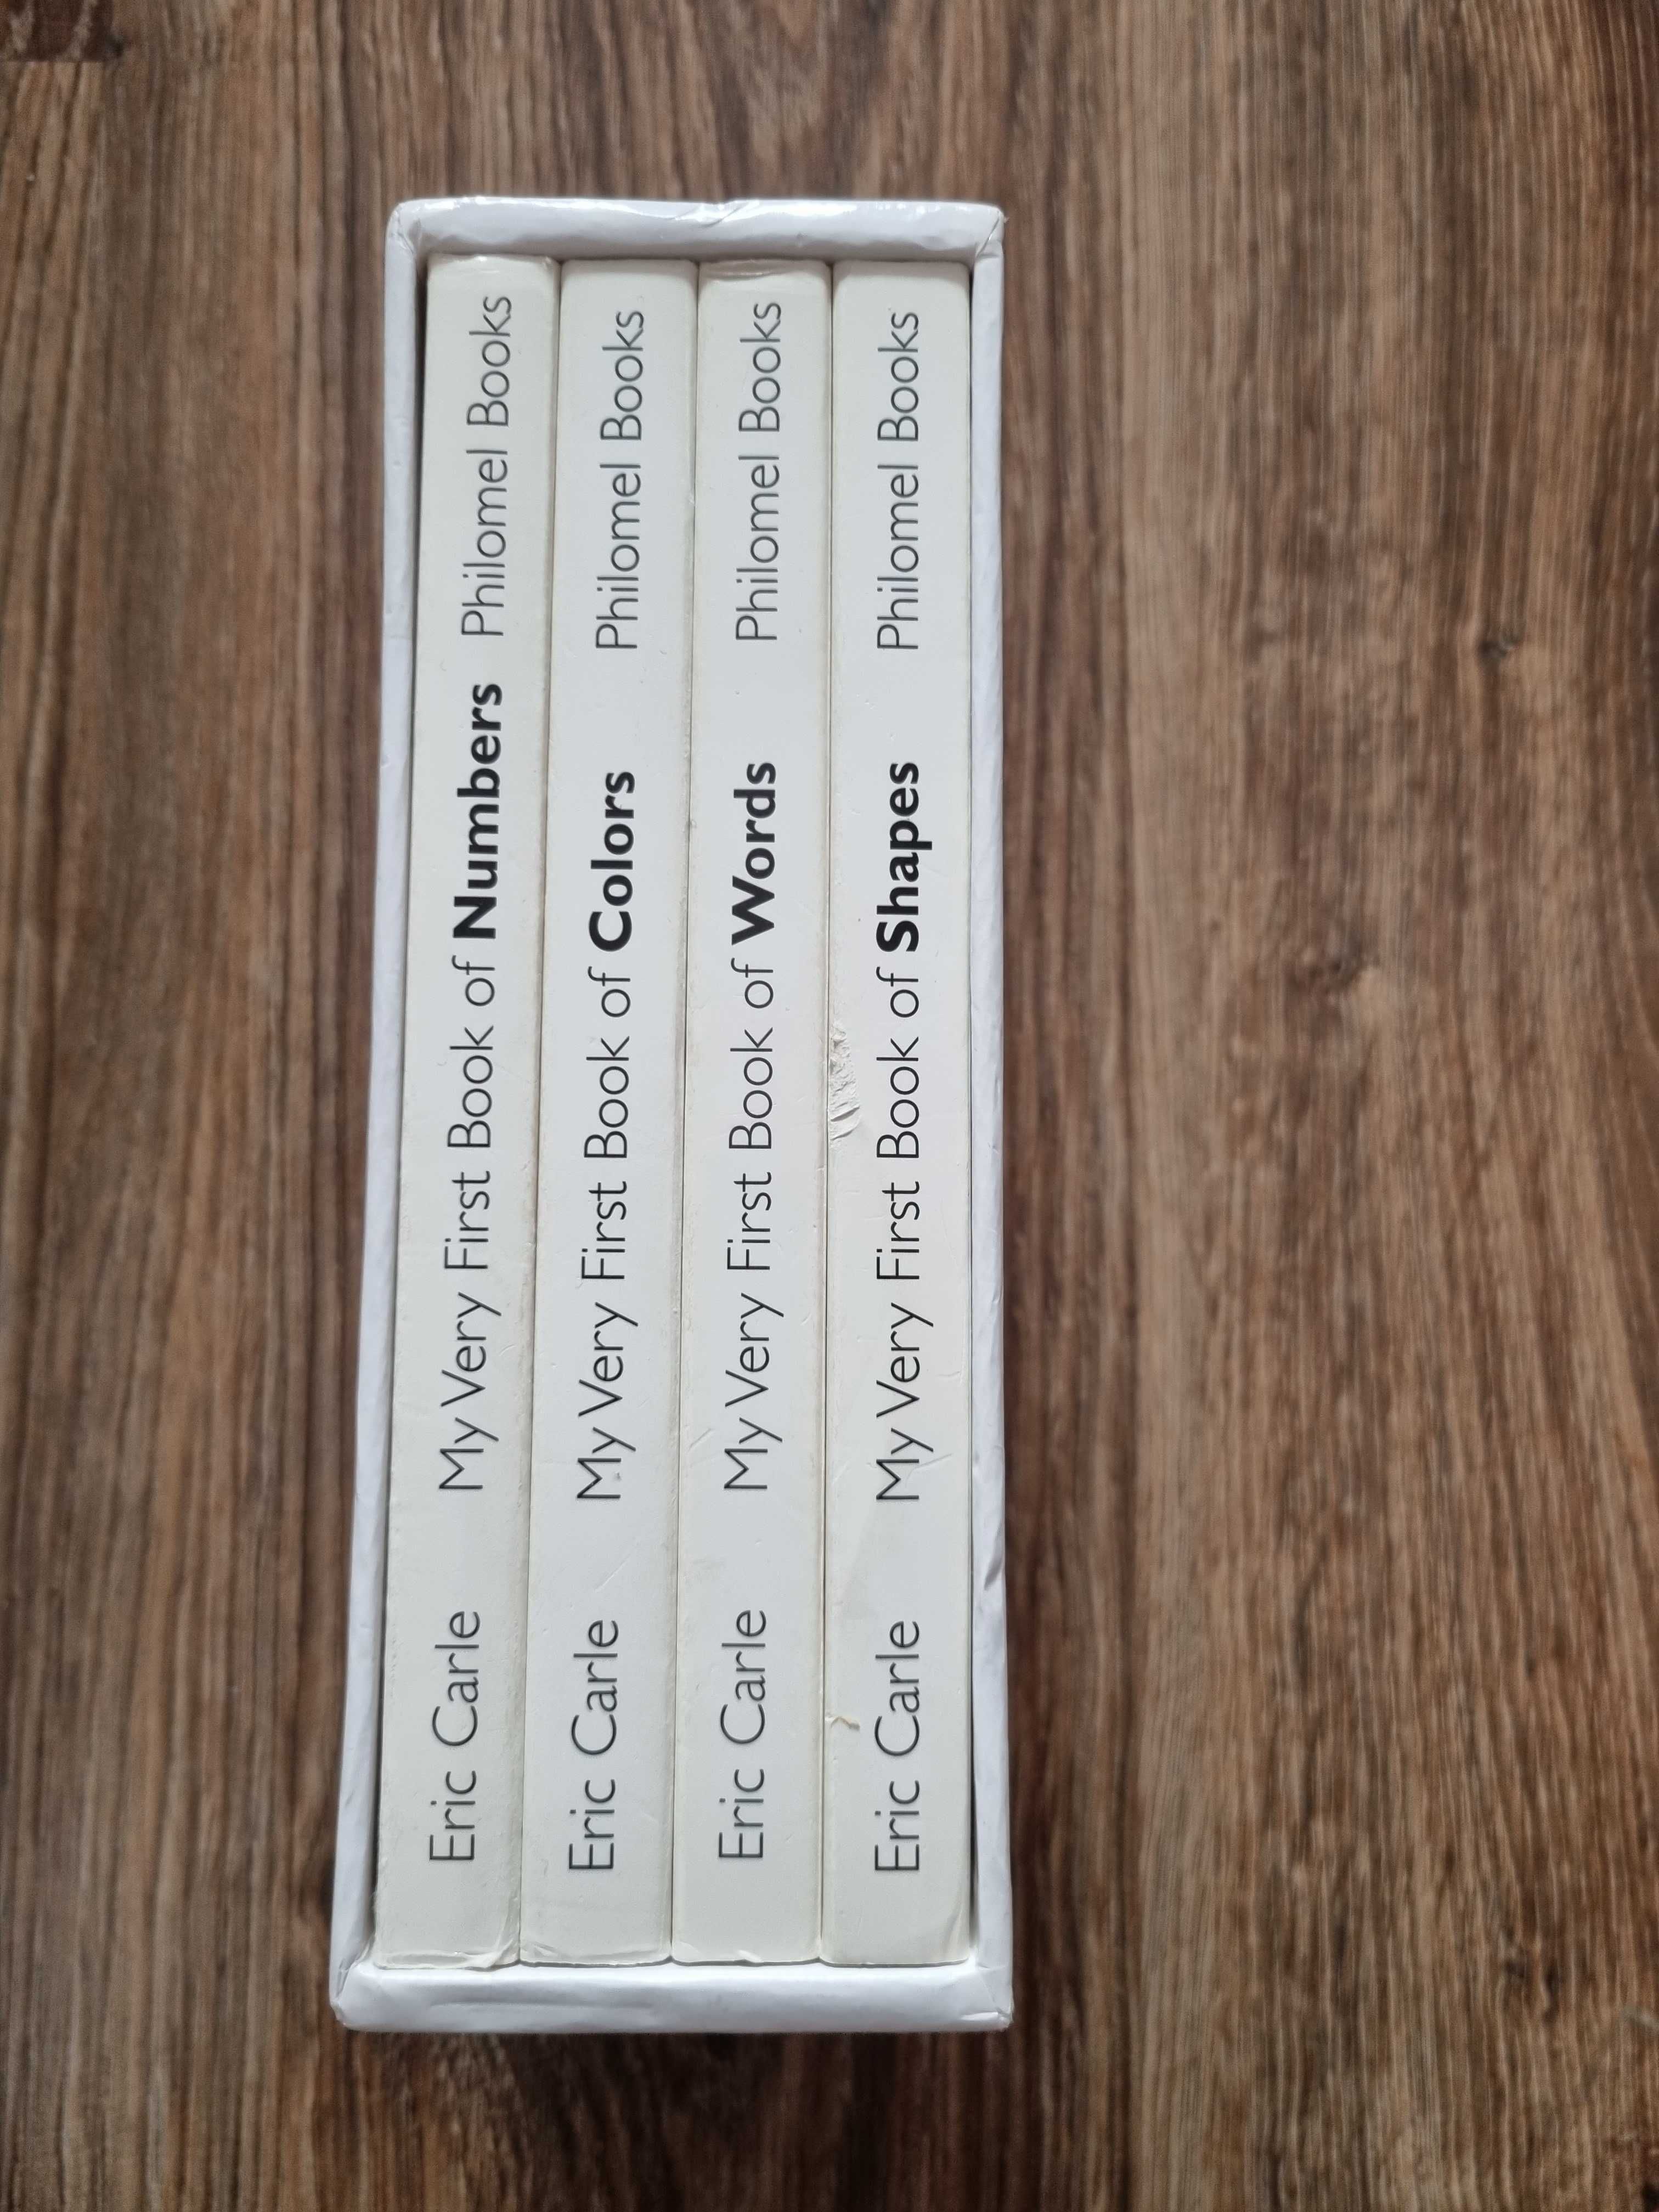 Eric Carle My Very First Book of Numbers Philomel Books
Eric Carle My Very First Book of Colors Philomel Books
Eric Carle My Very First Book of Words Philomel Books
Eric Carle My Very First Book of Shapes Philomel Books